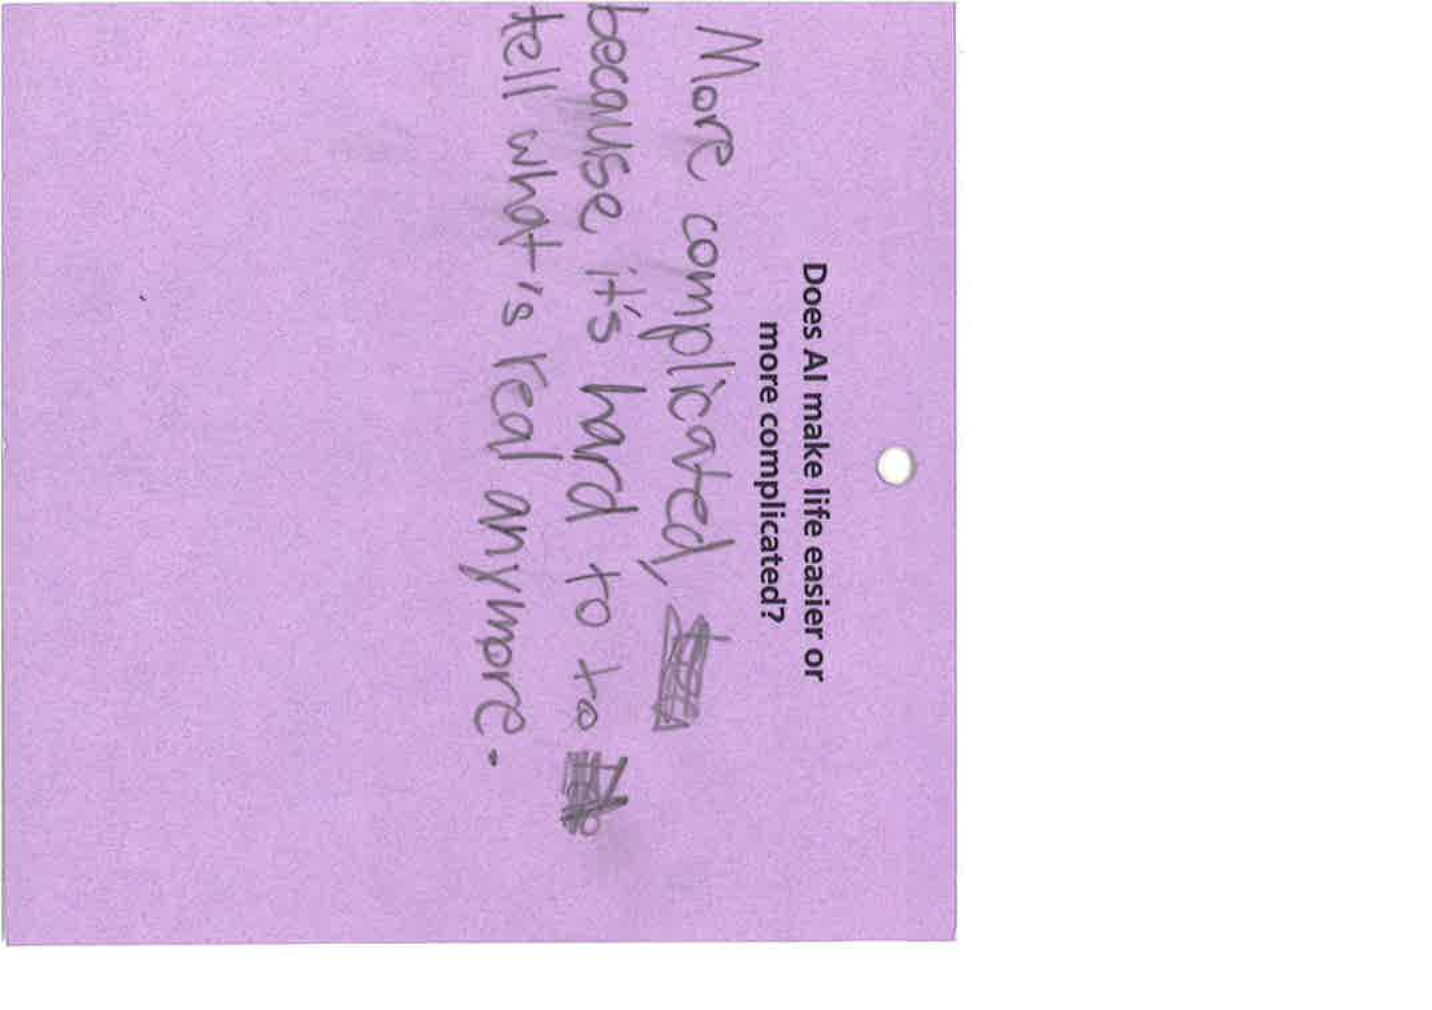 Does AI make life easier or
more complicated?
More complicated,
because it's hard to to
tell what's real anymore.